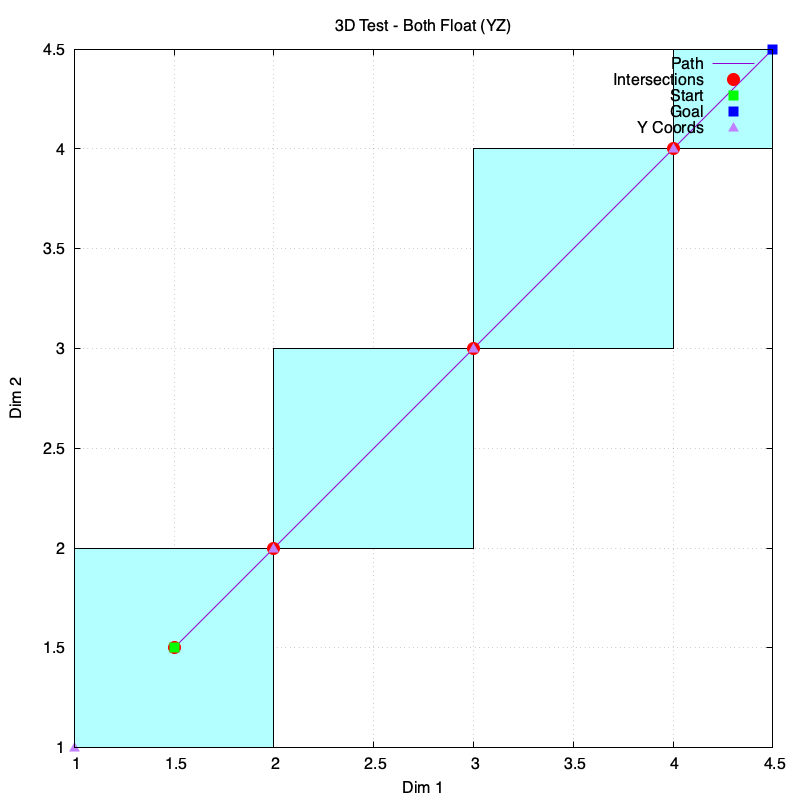 3D Test - Both Float (YZ)
4.5
Path
Intersections
Start
Goal
Y Coords
4
3.5
3
Dim 2
2.5
2
1.5
1
1 1.5 2 2.5 3 3.5 4 4.5
Dim 1